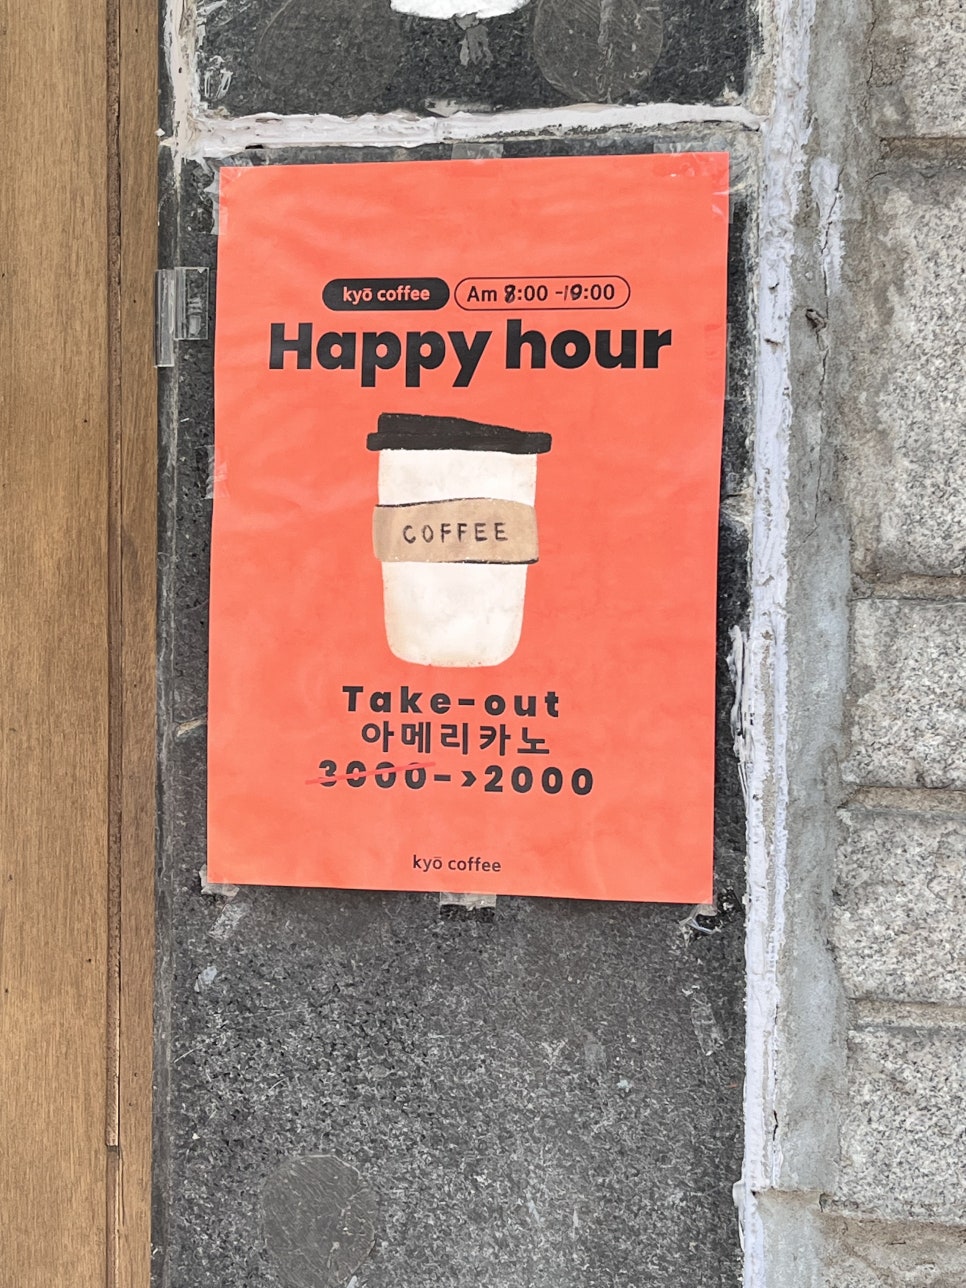 kyō coffee Am 8:00 -10:00
Happy hour
COFFEE
Take-out
아메리카노
3000-->2000
kyō coffee